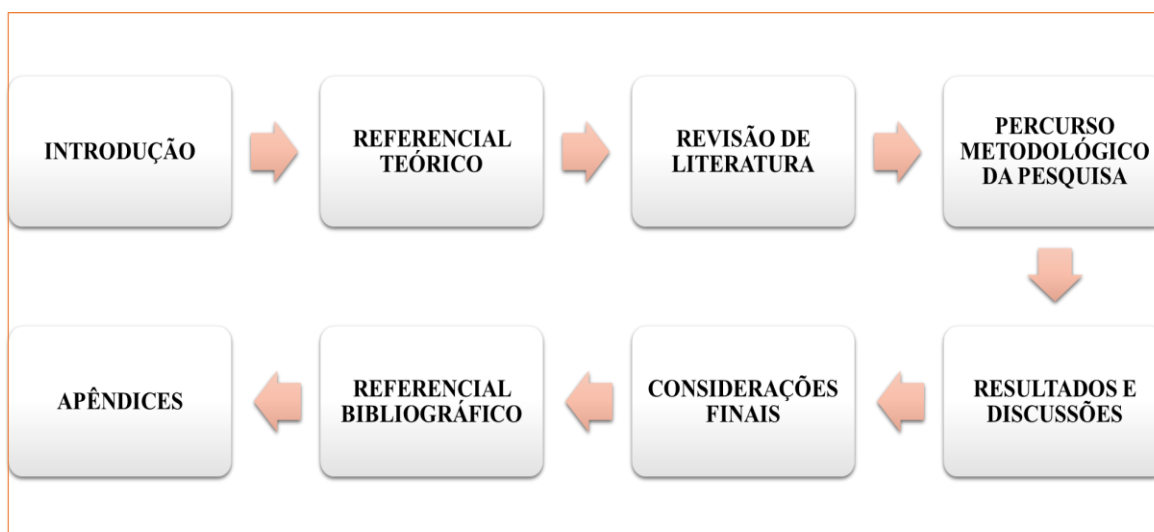 INTRODUÇÃO
REFERENCIAL
TEÓRICO
REVISÃO DE
LITERATURA
PERCURSO
METODOLÓGICO
DA PESQUISA
RESULTADOS E
DISCUSSÕES
CONSIDERAÇÕES
FINAIS
REFERENCIAL
BIBLIOGRÁFICO
APÊNDICES